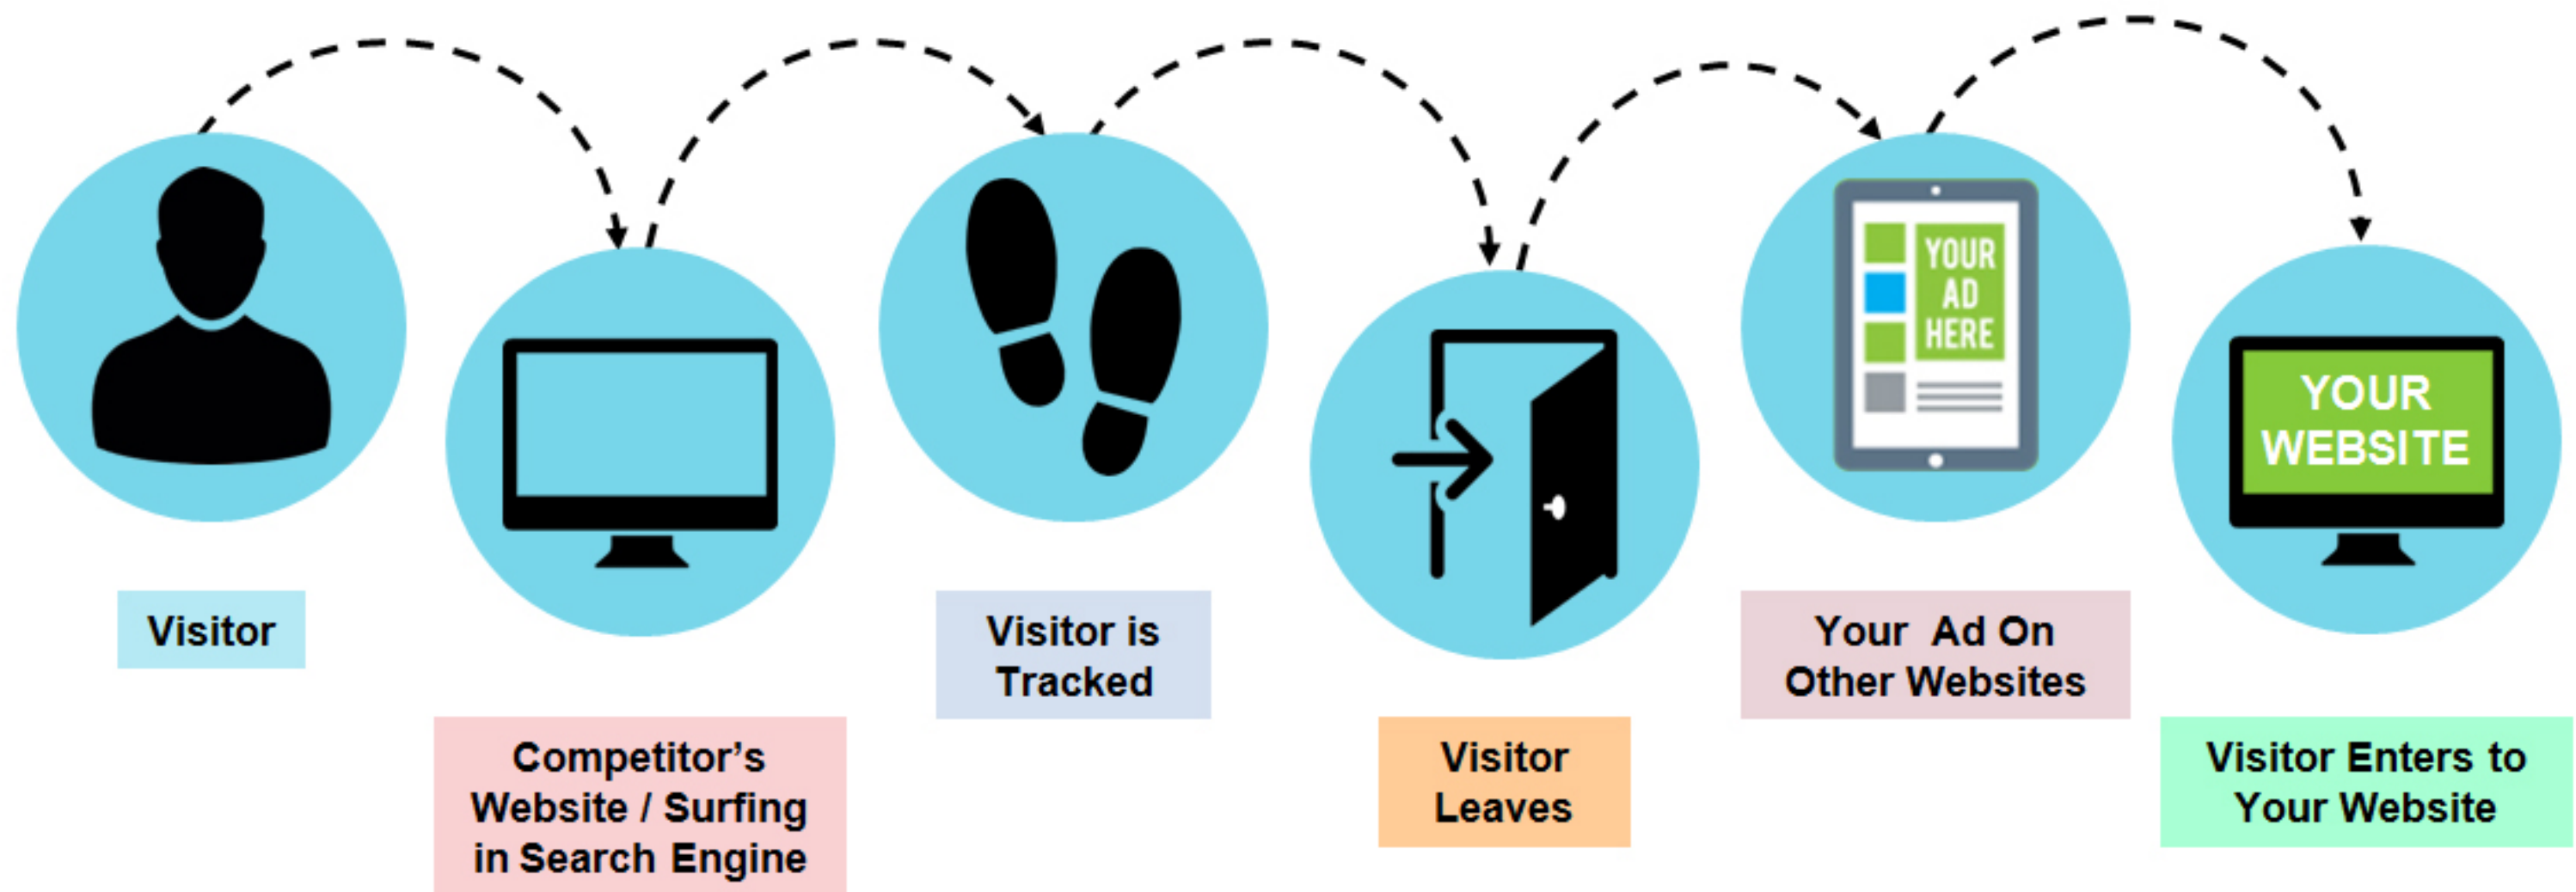 YOUR
AD
HERE
YOUR
WEBSITE
Visitor
Competitor’s
Website / Surfing
in Search Engine
Visitor is
Tracked
Visitor
Leaves
Your Ad On
Other Websites
Visitor Enters to
Your Website